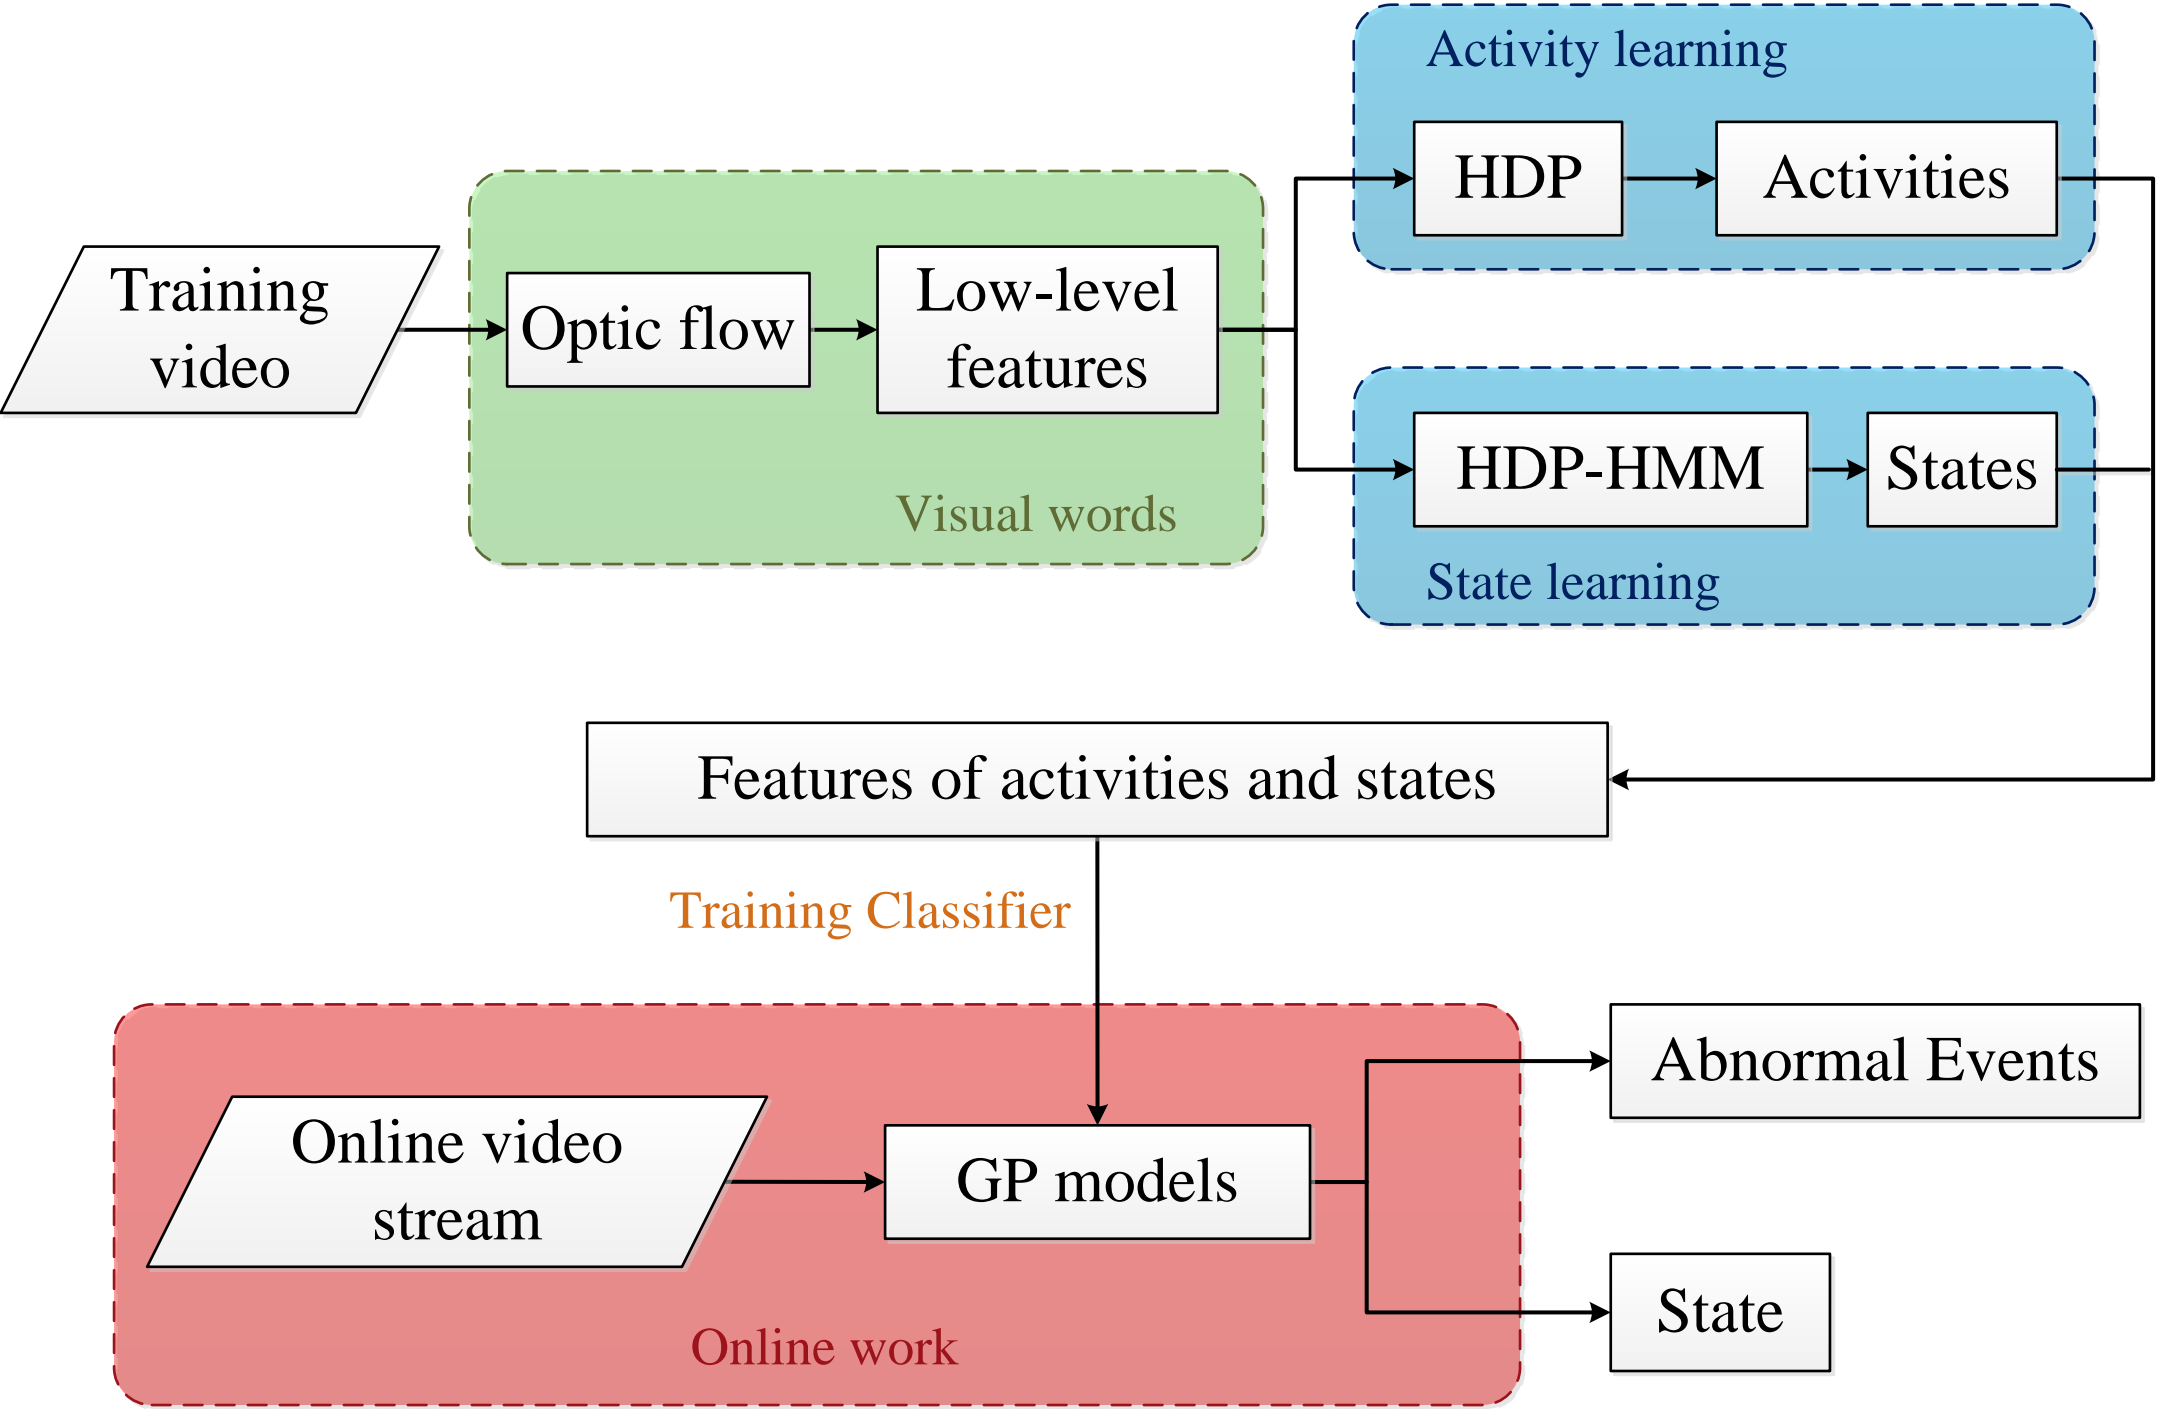 Activity learning
HDP
Activities
Training
video
Optic flow
Low-level
features
Visual words
HDP-HMM
States
State learning
Features of activities and states
Training Classifier
Online video
stream
GP models
Online work
Abnormal Events
State